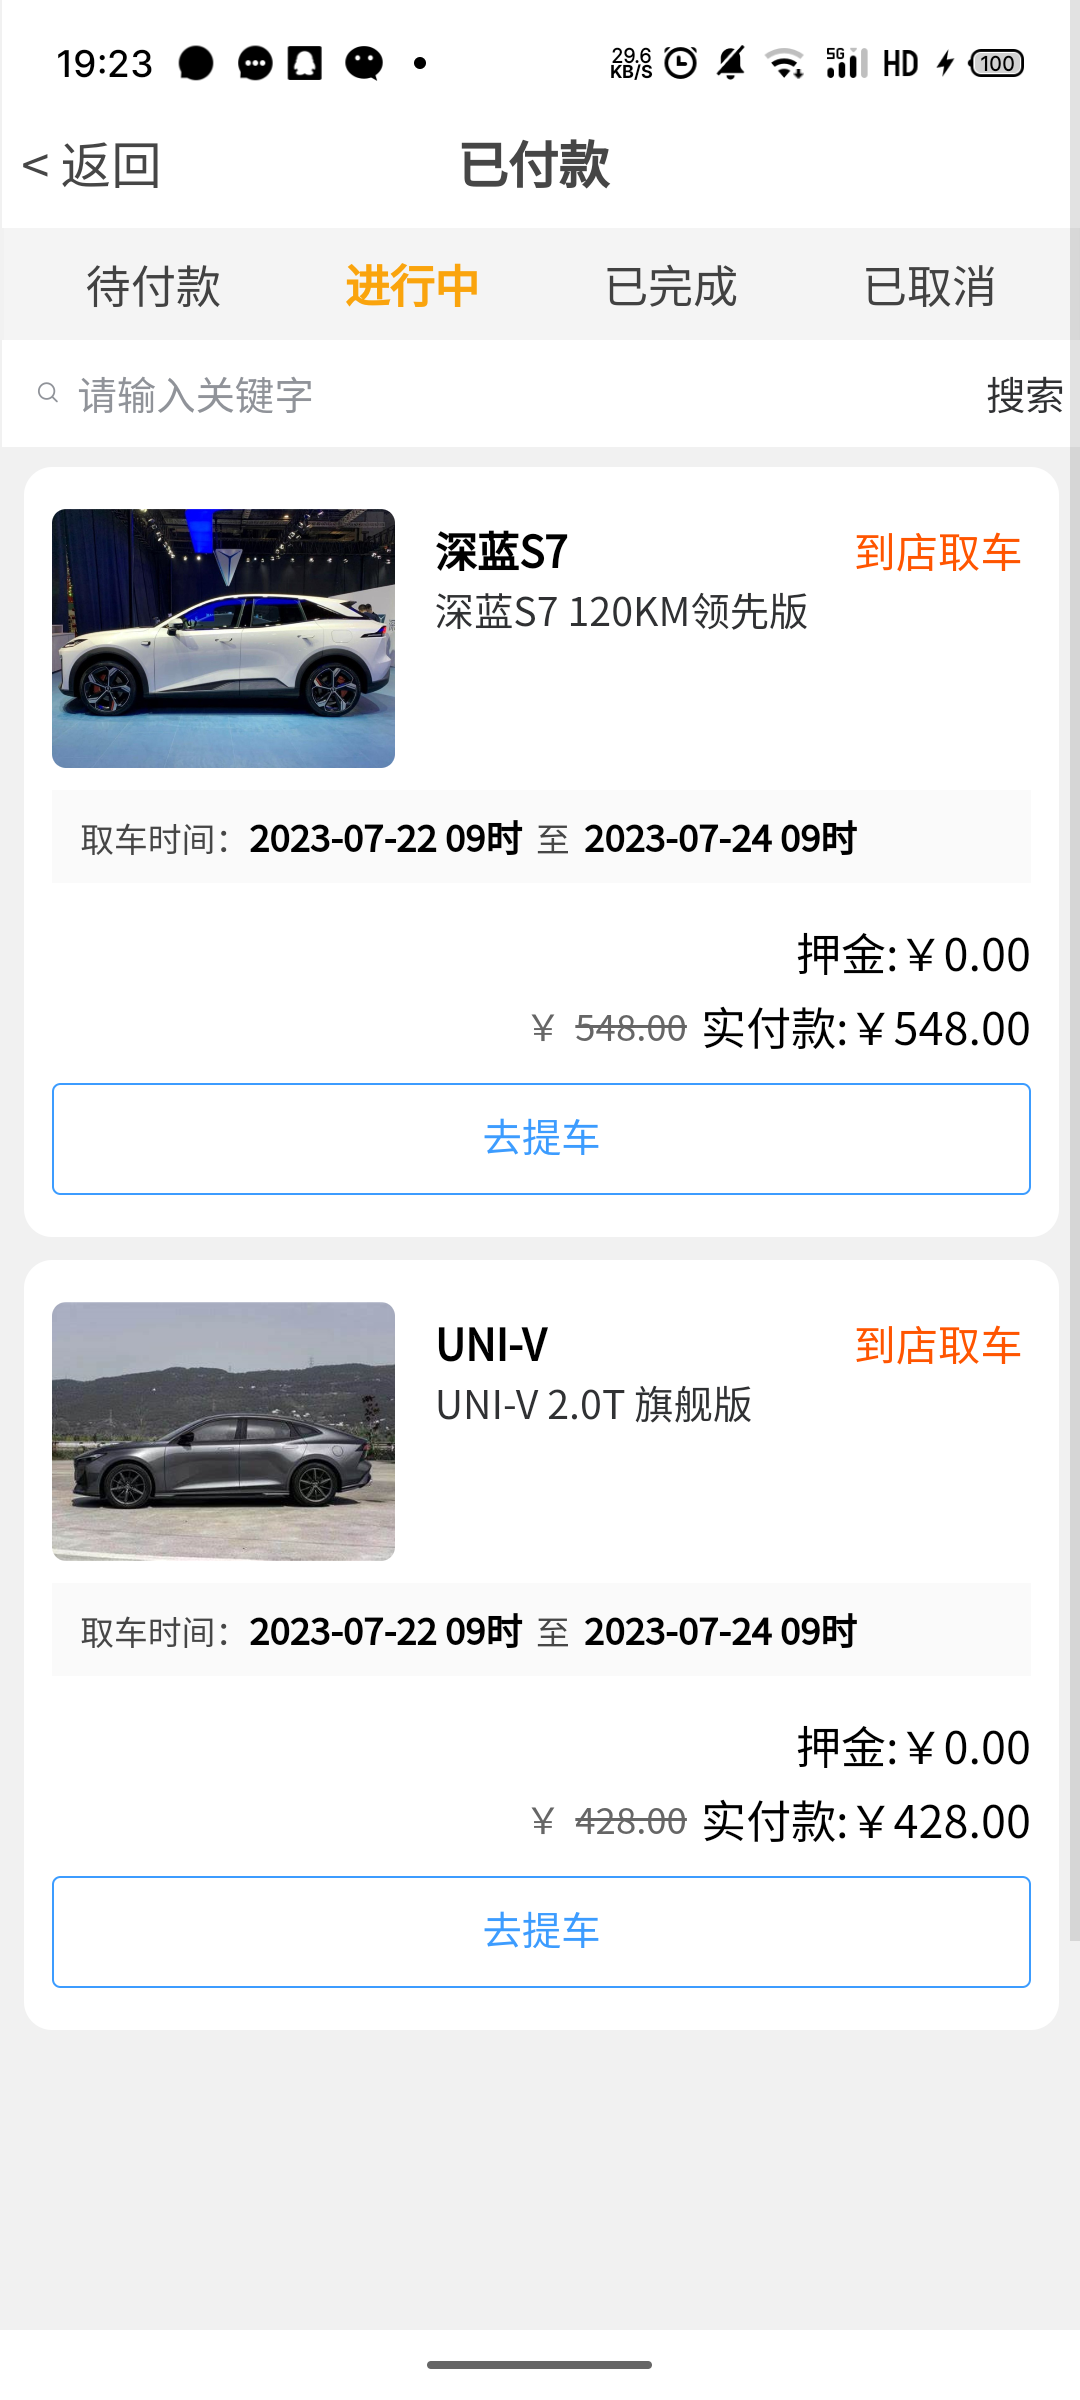 19:23 29.6 KB/S 5G HD 100
< 返回 已付款
待付款 进行中 已完成 已取消
请输入关键字 搜索
深蓝S7 到店取车
深蓝S7 120KM领先版
取车时间： 2023-07-22 09时 至 2023-07-24 09时
押金:￥0.00
￥ 548.00 实付款:￥548.00
去提车
UNI-V 到店取车
UNI-V 2.0T 旗舰版
取车时间： 2023-07-22 09时 至 2023-07-24 09时
押金:￥0.00
￥ 428.00 实付款:￥428.00
去提车